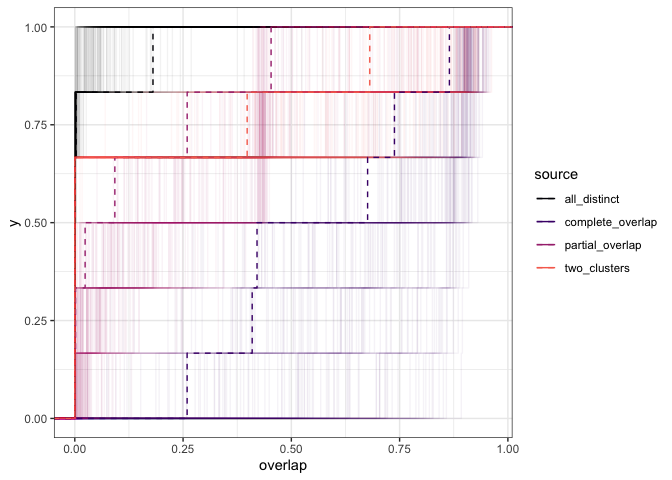 1.00
0.75
y
0.50
0.25
0.00
0.00
0.25
0.50
0.75
1.00
overlap
source
all_distinct
complete_overlap
partial_overlap
two_clusters